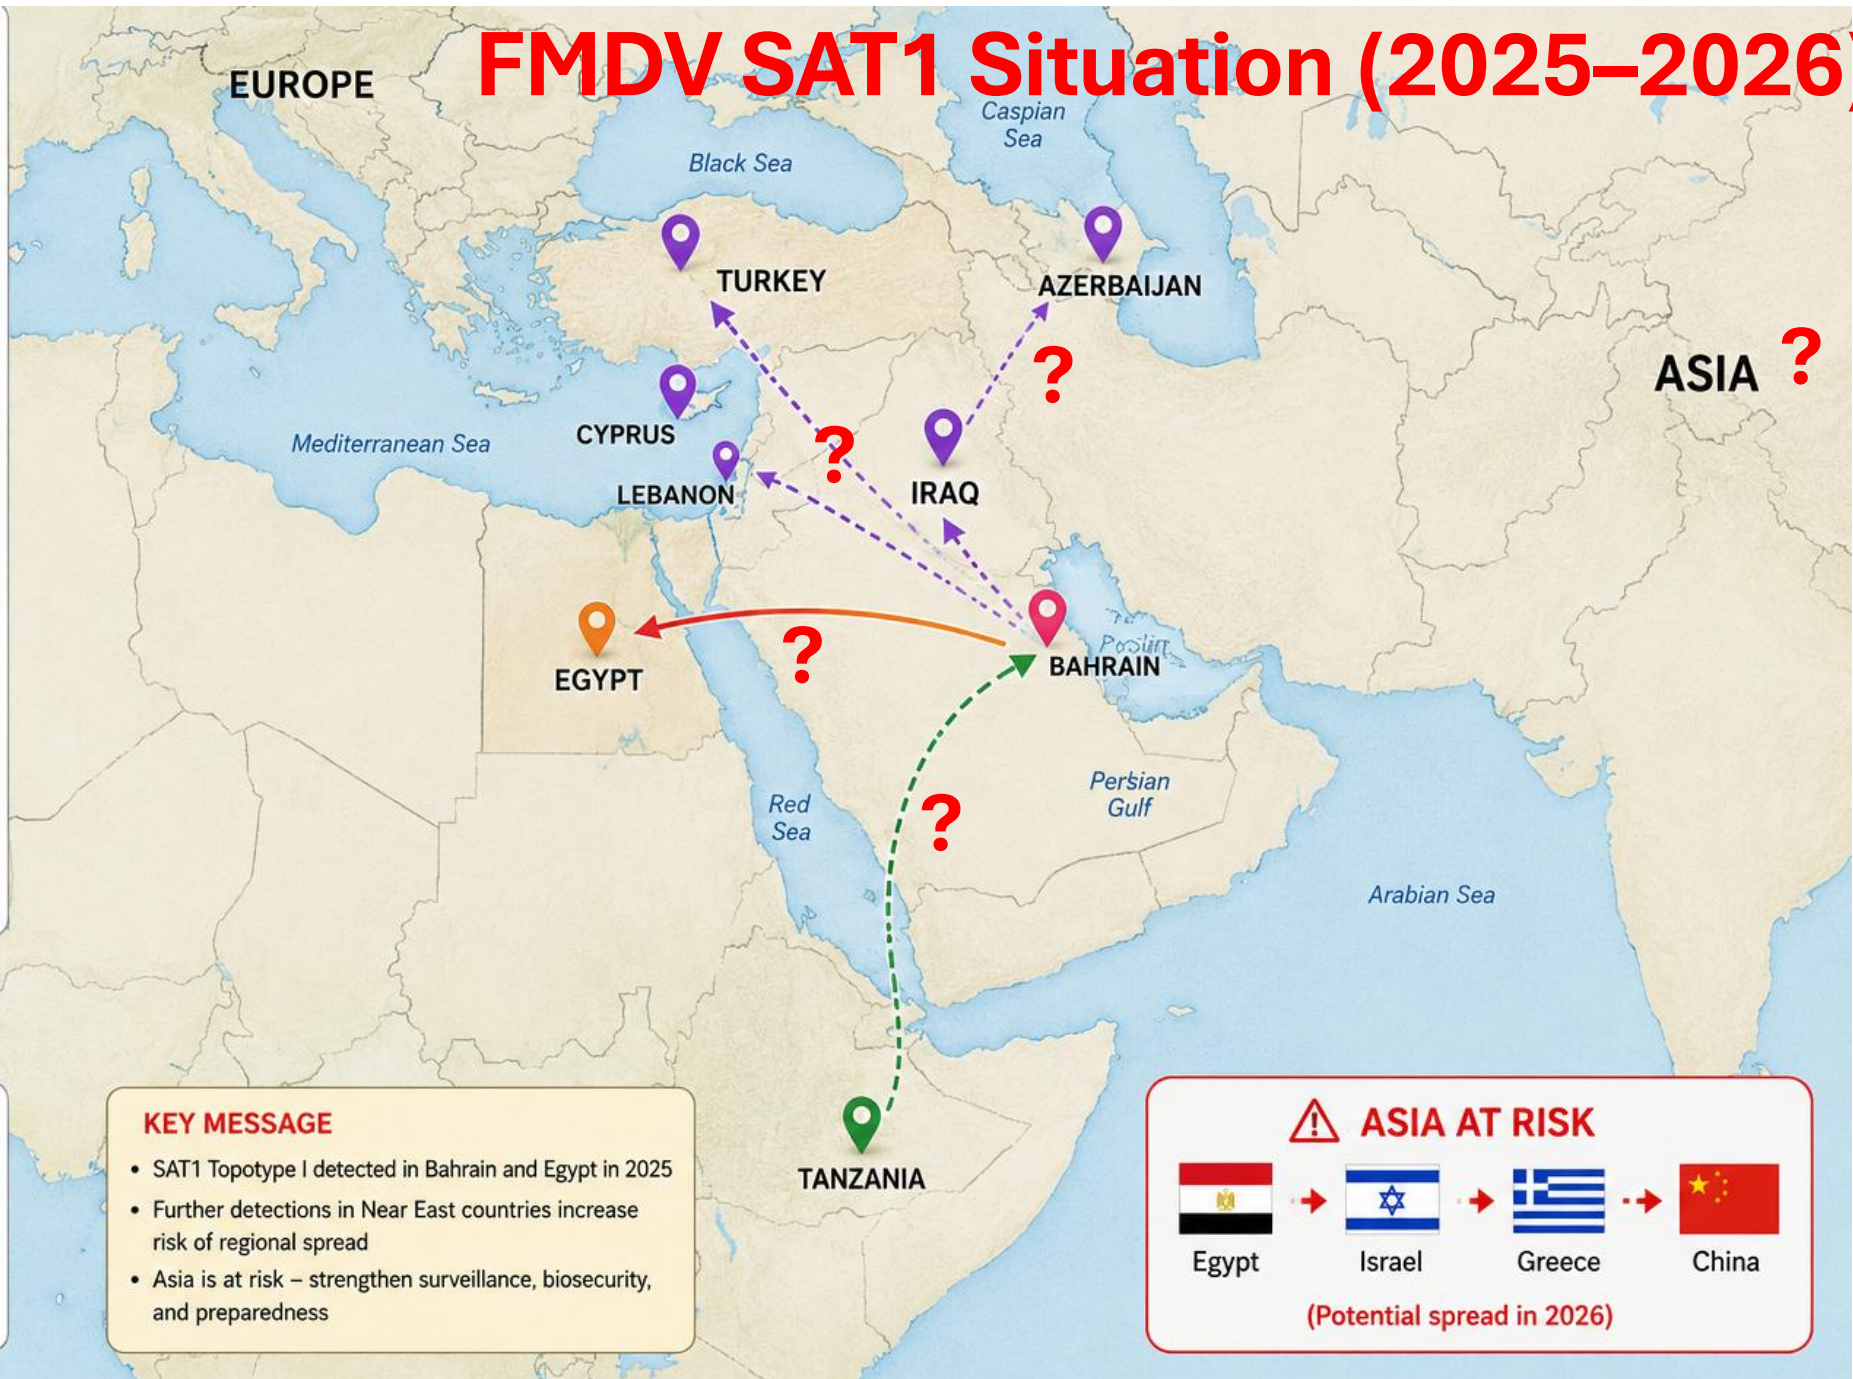 FMDV SAT1 Situation (2025–2026)
EUROPE
Caspian
Sea
Black Sea
TURKEY
AZERBAIJAN
?
ASIA ?
CYPRUS
Mediterranean Sea
?
LEBANON
IRAQ
?
EGYPT
BAHRAIN
?
Persian
Gulf
Red
Sea
Arabian Sea
TANZANIA
KEY MESSAGE
• SAT1 Topotype I detected in Bahrain and Egypt in 2025
• Further detections in Near East countries increase
risk of regional spread
• Asia is at risk – strengthen surveillance, biosecurity,
and preparedness
ASIA AT RISK
Egypt
Israel
Greece
China
(Potential spread in 2026)